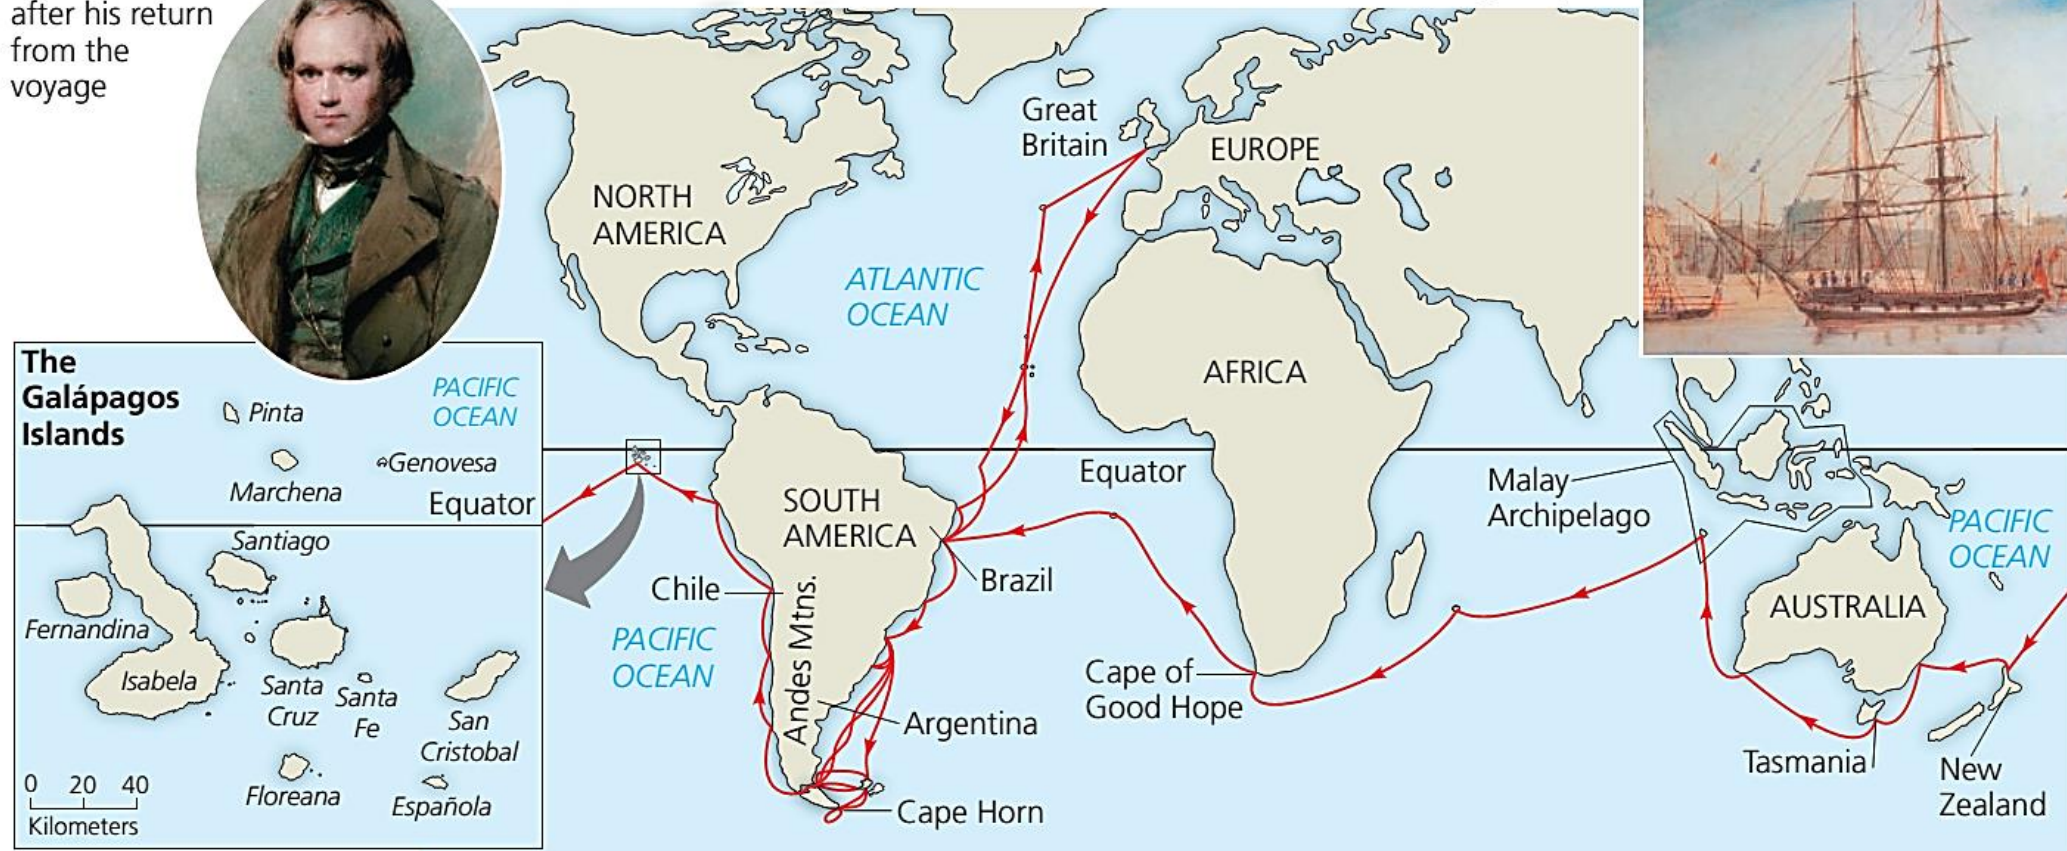 after his return
from the
voyage
The
Galápagos
Islands
PACIFIC
OCEAN
Pinta
Genovesa
Marchena
Equator
Santiago
Fernandina
Isabela
Santa
Cruz
Santa
Fe
San
Cristobal
Floreana
Española
0 20 40
Kilometers
NORTH
AMERICA
Great
Britain
EUROPE
ATLANTIC
OCEAN
AFRICA
Equator
SOUTH
AMERICA
Brazil
Chile
PACIFIC
OCEAN
Andes Mtns.
Argentina
Cape Horn
Cape of
Good Hope
Malay
Archipelago
PACIFIC
OCEAN
AUSTRALIA
Tasmania
New
Zealand